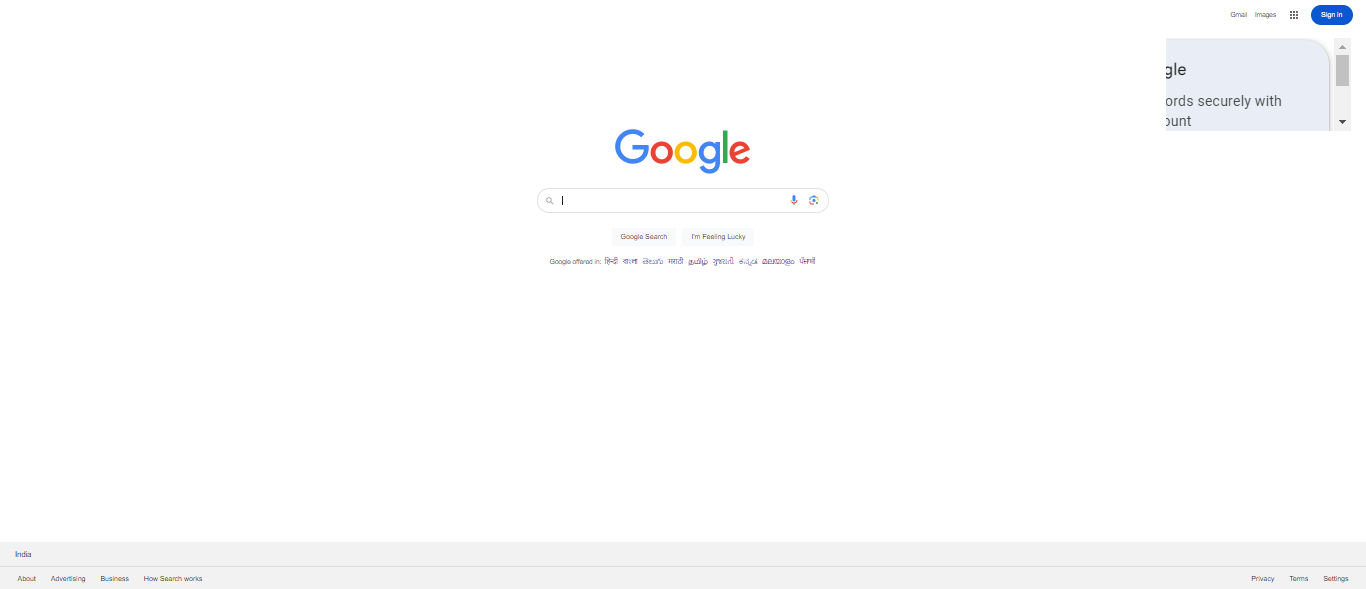 Gmail Images Sign in
gle
ords securely with
ount
Google
Google Search I'm Feeling Lucky
Google offered in: हिन्दी বাংলা తెలుగు मराठी தமிழ் ગુજરાતી ಕನ್ನಡ മലയാളം ਪੰਜਾਬੀ
India
About Advertising Business How Search works Privacy Terms Settings